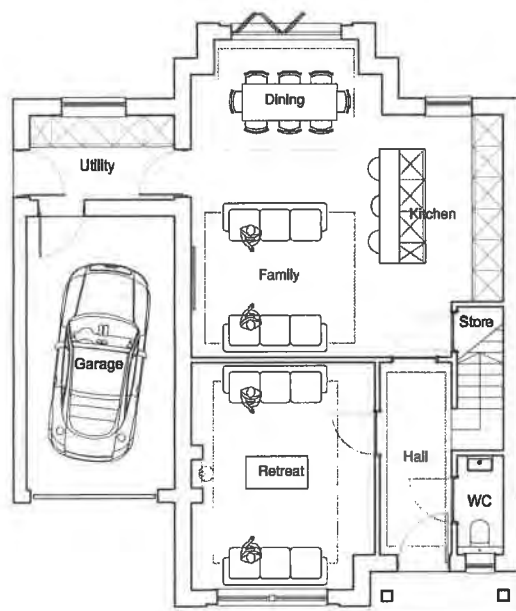 Dining
Utility
Kitchen
Family
Store
Garage
Hall
Retreat
WC